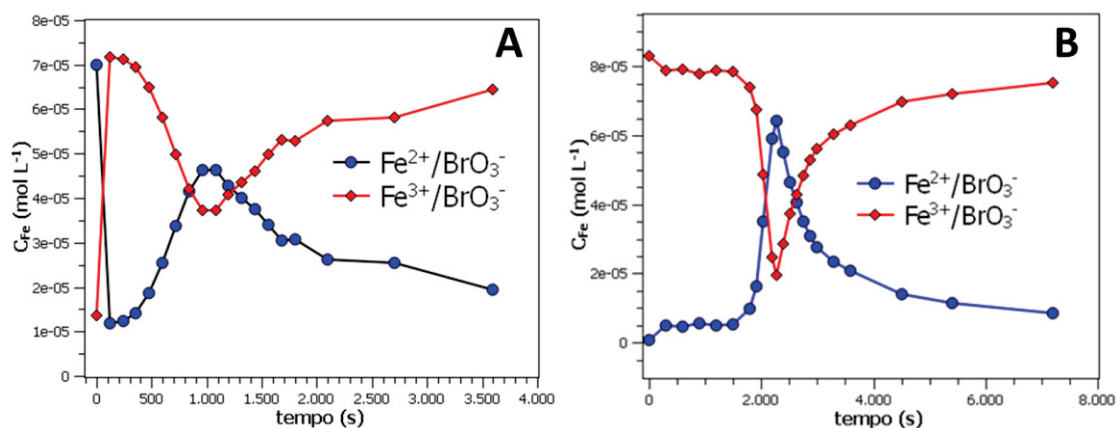 A
8e-05
7e-05
6e-05
5e-05
4e-05
3e-05
2e-05
1e-05
0
C_Fe (mol L⁻¹)
Fe²⁺/BrO₃⁻
Fe³⁺/BrO₃⁻
0 500 1.000 1.500 2.000 2.500 3.000 3.500 4.000
tempo (s)
B
8e-05
6e-05
4e-05
2e-05
0
C_Fe (mol L⁻¹)
Fe²⁺/BrO₃⁻
Fe³⁺/BrO₃⁻
0 2.000 4.000 6.000 8.000
tempo (s)